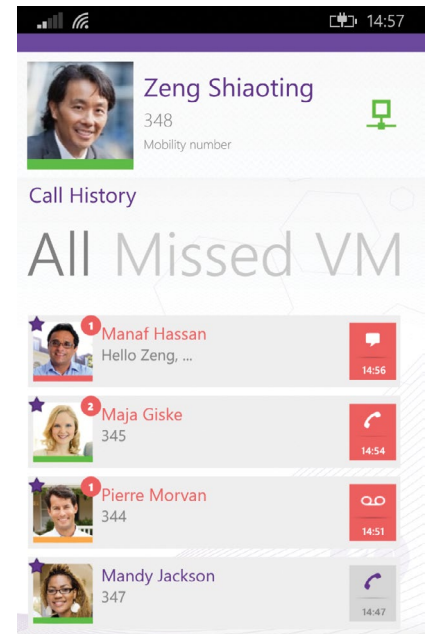 14:57
Zeng Shiaoting
348
Mobility number
Call History
All Missed VM
1
Manaf Hassan
Hello Zeng, ...
14:56
2
Maja Giske
345
14:54
1
Pierre Morvan
344
14:51
Mandy Jackson
347
14:47